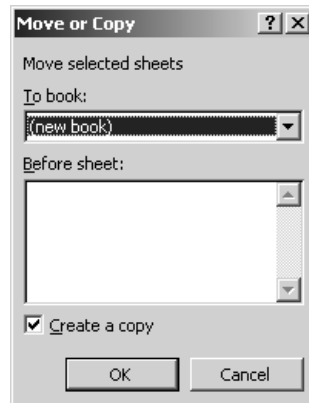 Move or Copy
Move selected sheets
To book:
(new book)
Before sheet:
Create a copy
OK
Cancel